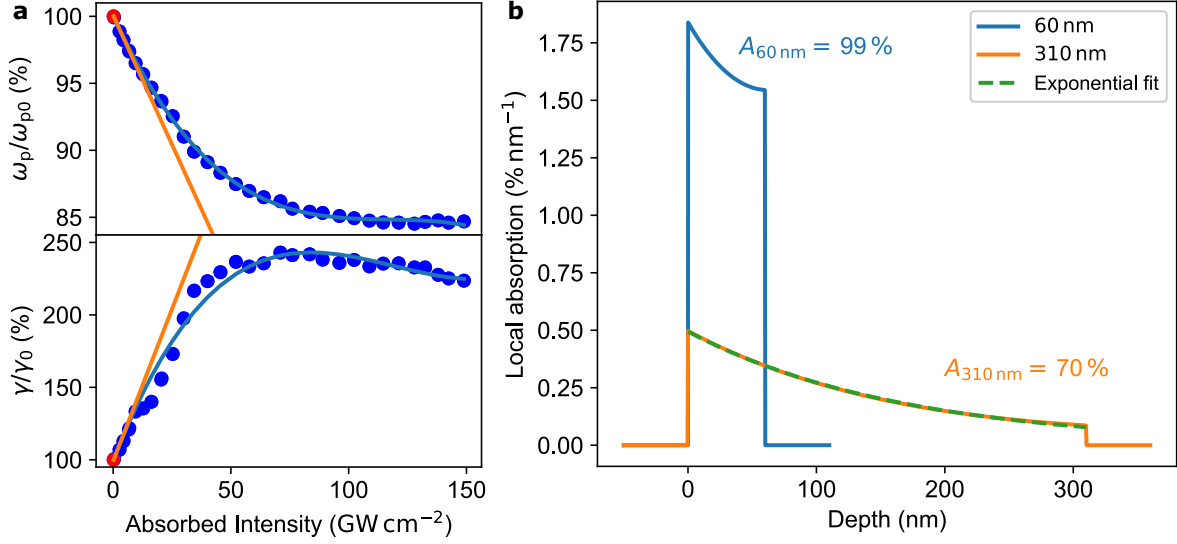 a
100
95
90
85
ωp/ωp0 (%)
250
200
150
100
γ/γ0 (%)
0
50
100
150
Absorbed Intensity (GW cm⁻²)
b
1.75
1.50
1.25
1.00
0.75
0.50
0.25
0.00
Local absorption (% nm⁻¹)
A60 nm = 99 %
60 nm
310 nm
Exponential fit
A310 nm = 70 %
0
100
200
300
Depth (nm)